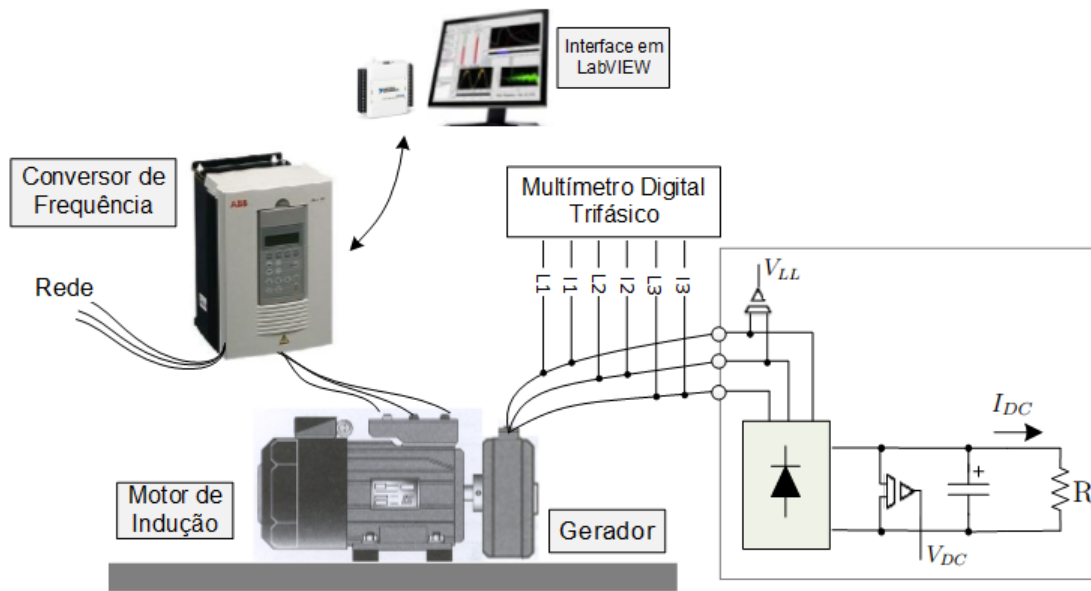 Interface em
LabVIEW
Conversor de
Frequência
ABB
Multímetro Digital
Trifásico
L1
I1
L2
I2
L3
I3
V_LL
Rede
I_DC
+
R
V_DC
Motor de
Indução
Gerador